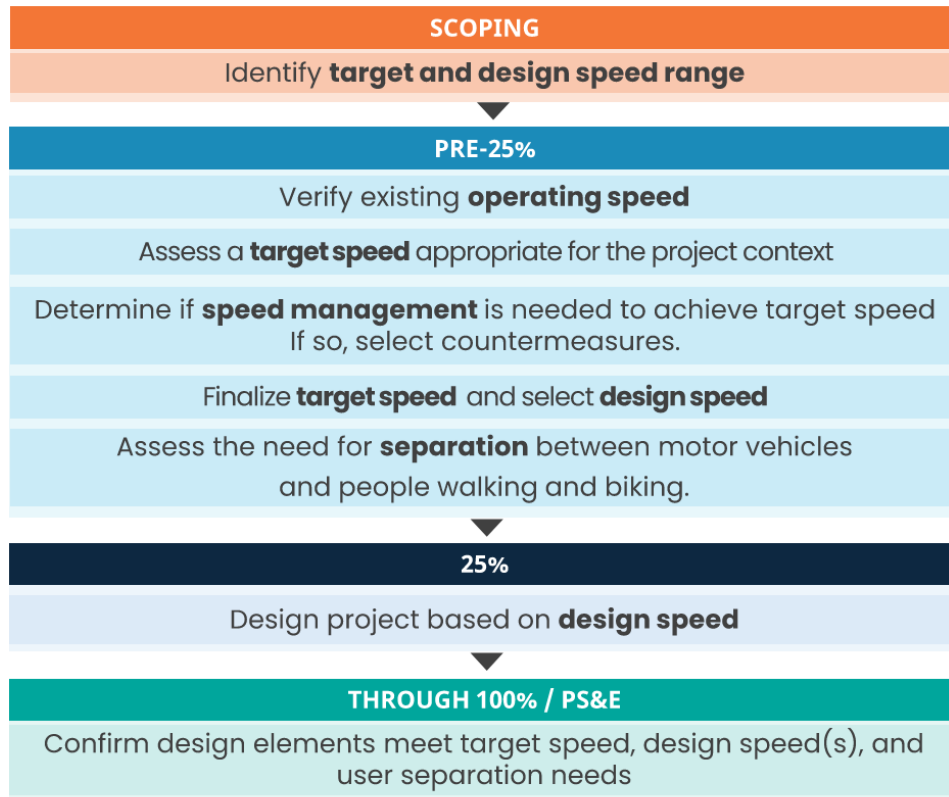 SCOPING
Identify target and design speed range
PRE-25%
Verify existing operating speed
Assess a target speed appropriate for the project context
Determine if speed management is needed to achieve target speed
If so, select countermeasures.
Finalize target speed and select design speed
Assess the need for separation between motor vehicles
and people walking and biking.
25%
Design project based on design speed
THROUGH 100% / PS&E
Confirm design elements meet target speed, design speed(s), and
user separation needs